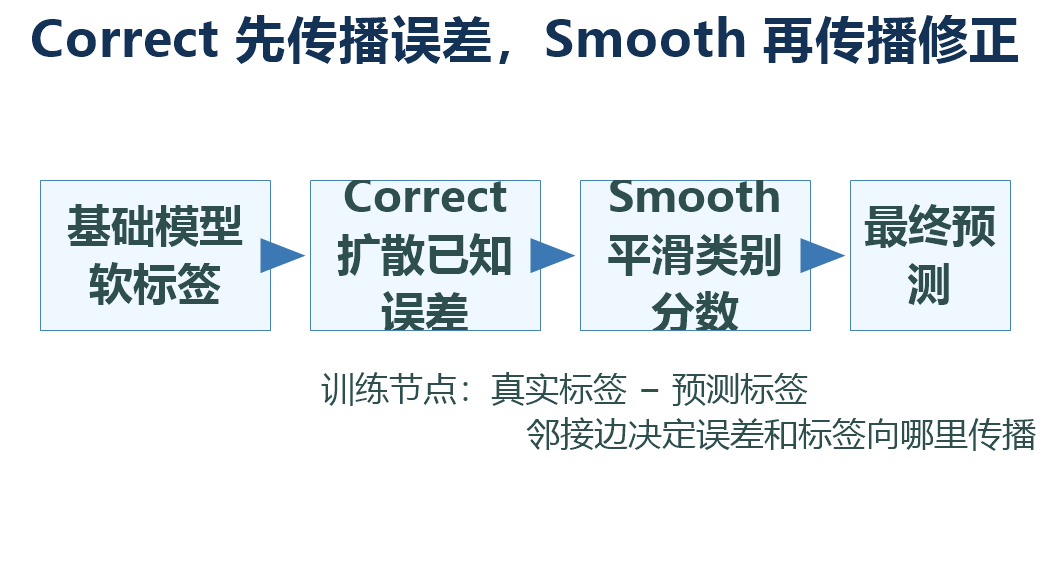 Correct 先传播误差，Smooth 再传播修正
基础模型
软标签
Correct
扩散已知
误差
Smooth
平滑类别
分数
最终预
测
训练节点：真实标签 – 预测标签
邻接边决定误差和标签向哪里传播